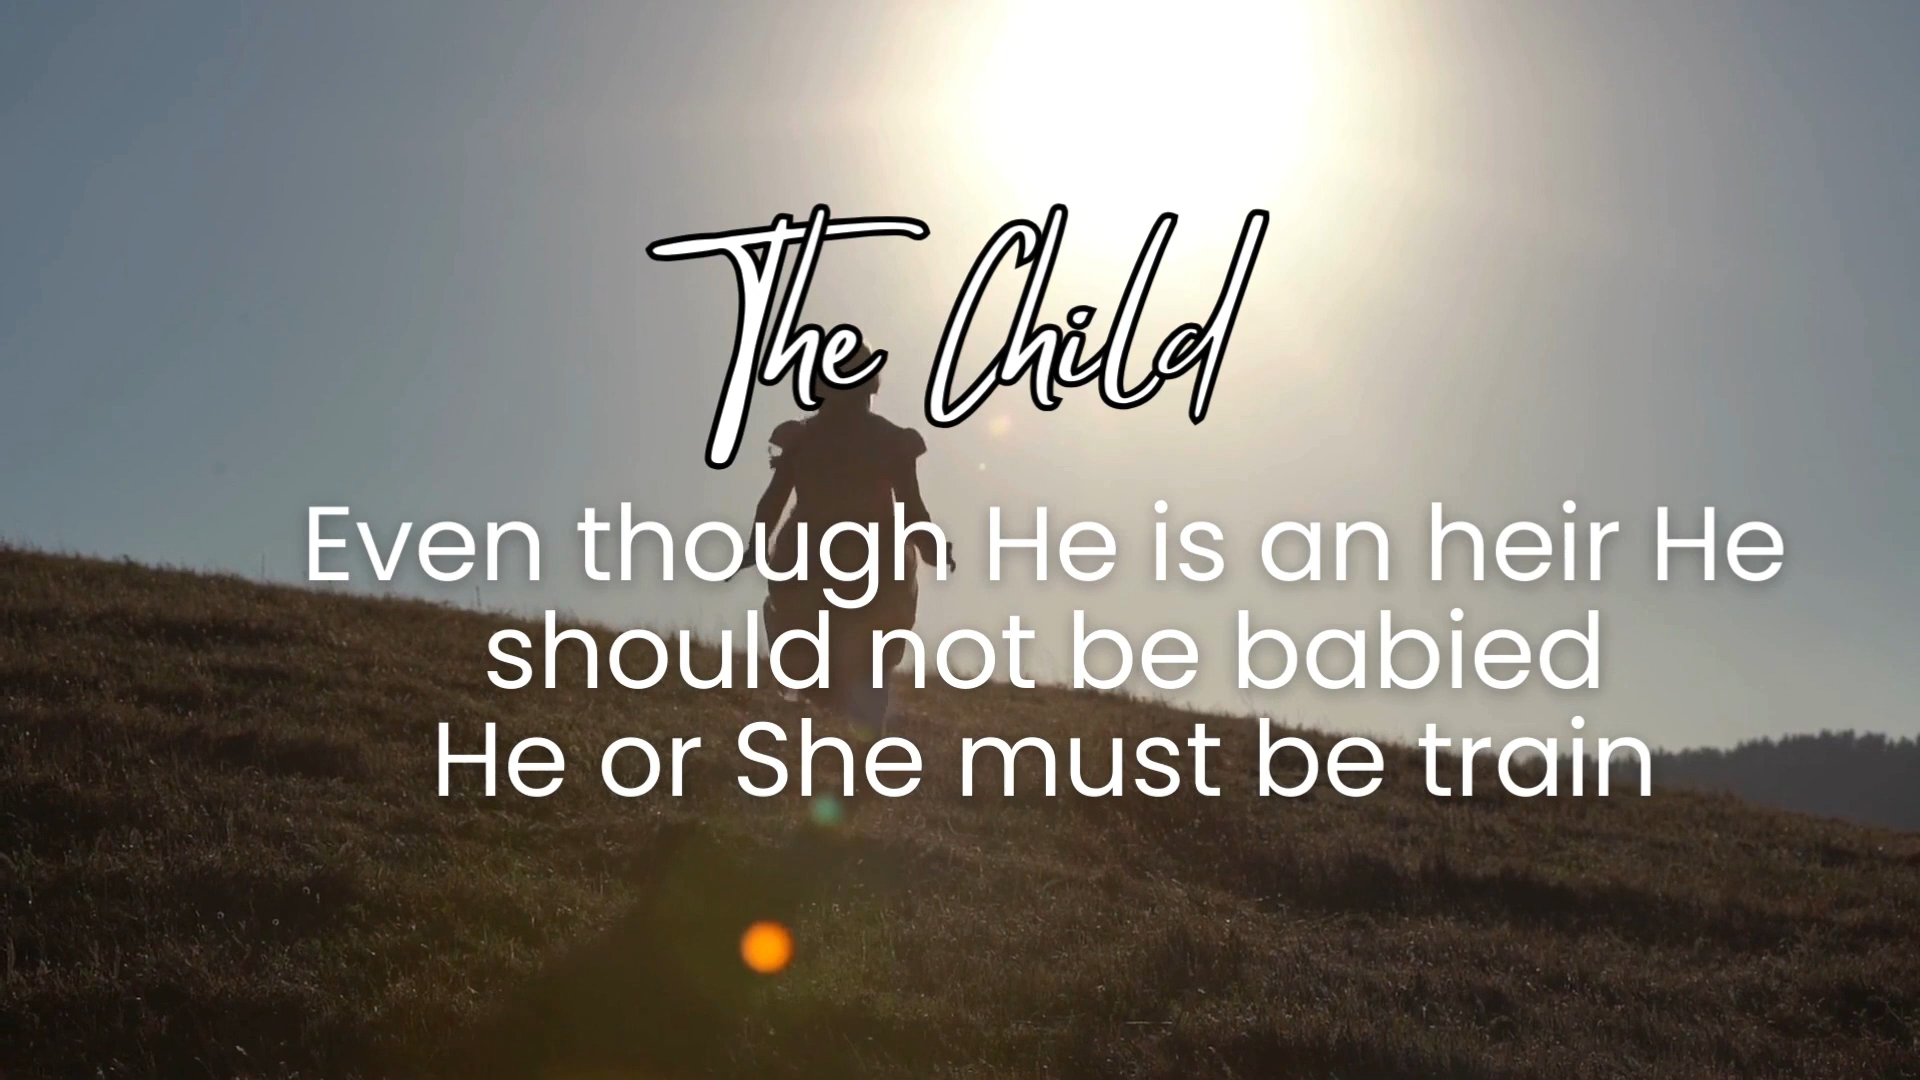 The Child
Even though He is an heir He
should not be babied
He or She must be train